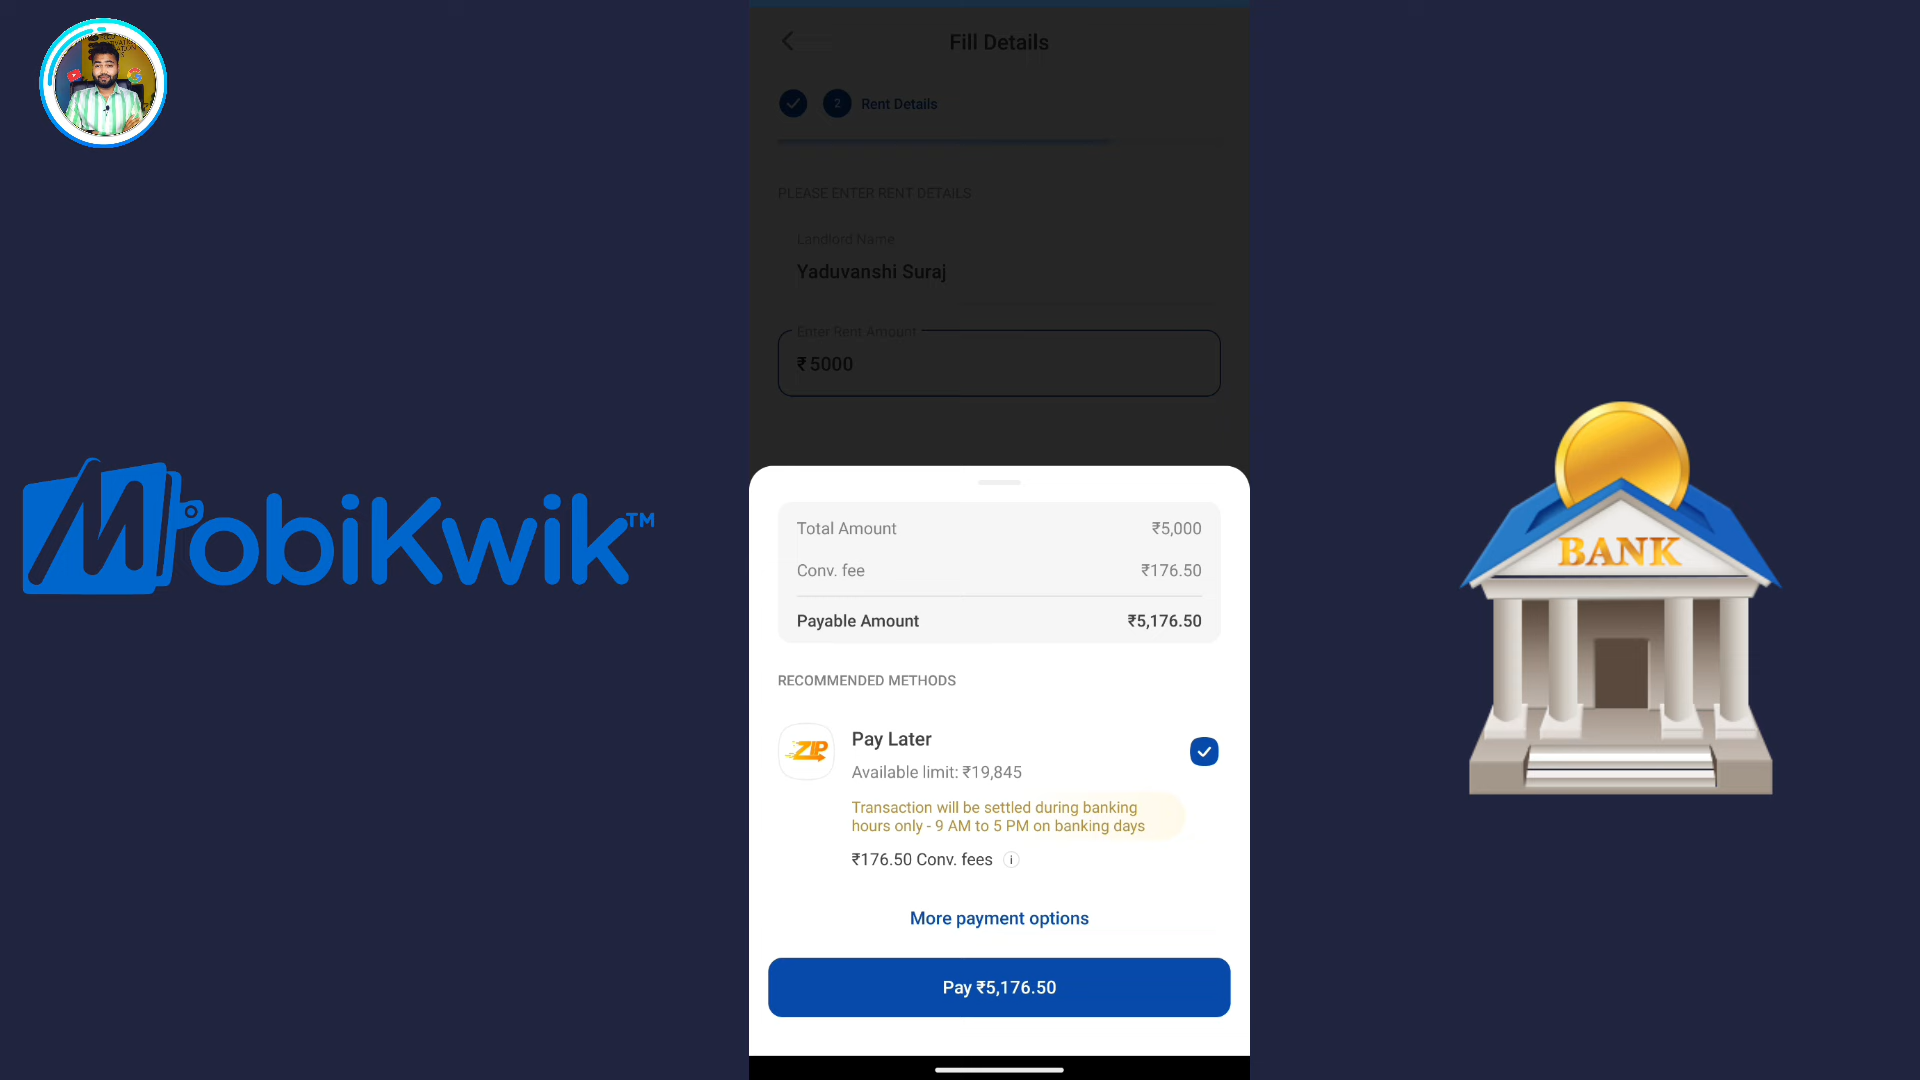 Fill Details
2 Rent Details
PLEASE ENTER RENT DETAILS
Landlord Name
Yaduvanshi Suraj
Enter Rent Amount
₹ 5000
MobiKwik™
BANK
Total Amount ₹5,000
Conv. fee ₹176.50
Payable Amount ₹5,176.50
RECOMMENDED METHODS
ZIP
Pay Later
Available limit: ₹19,845
Transaction will be settled during banking
hours only - 9 AM to 5 PM on banking days
₹176.50 Conv. fees i
More payment options
Pay ₹5,176.50